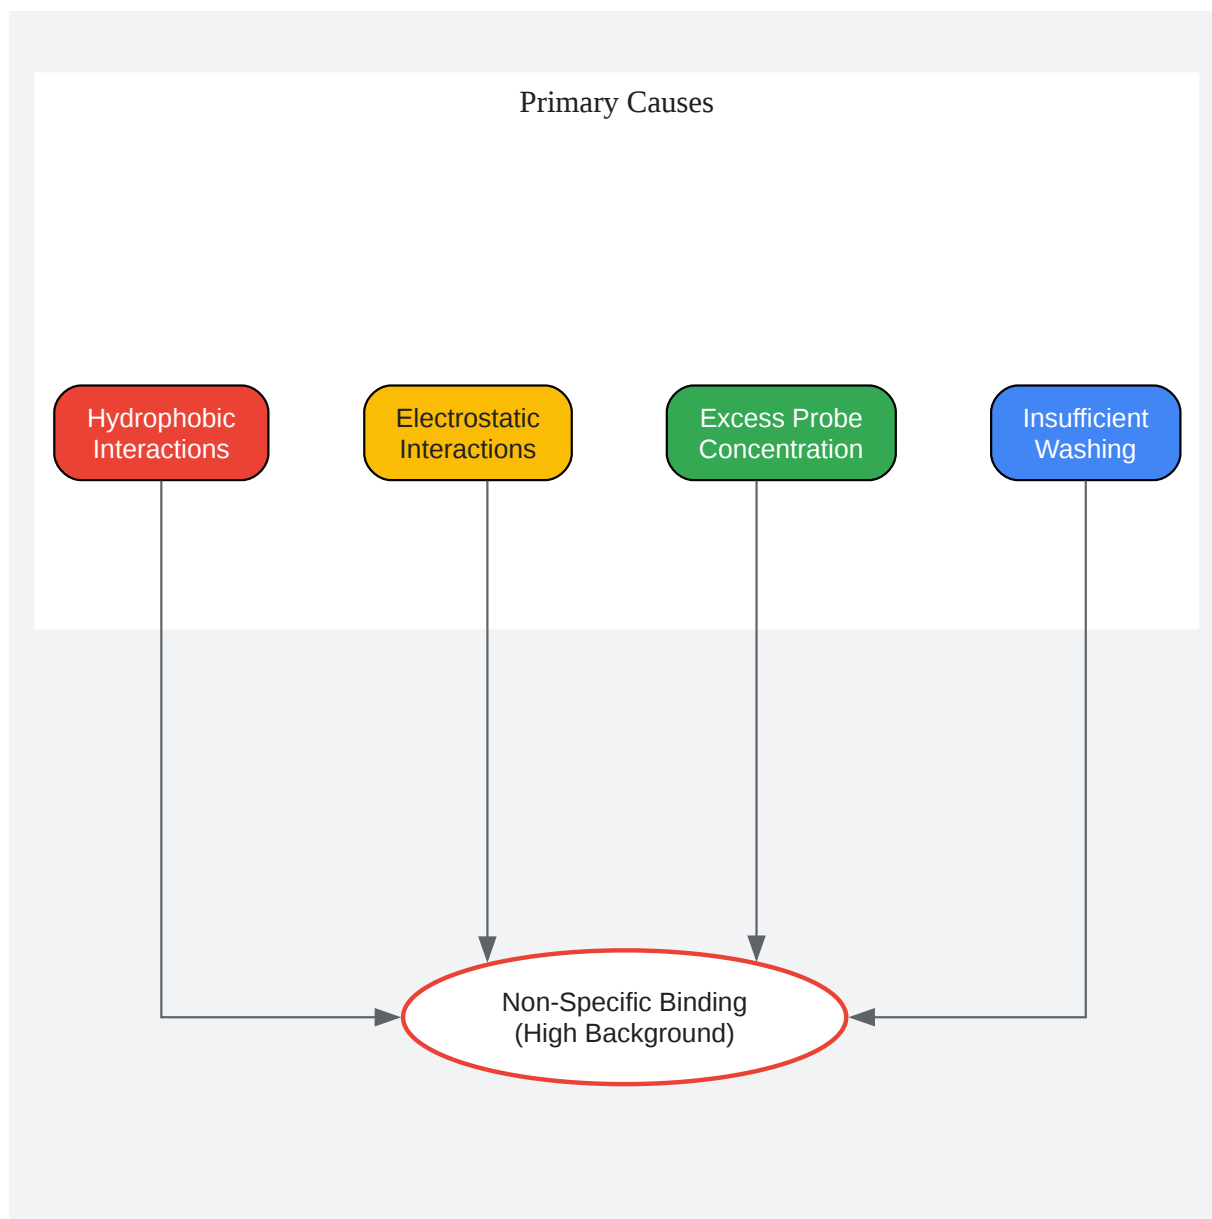 Primary Causes
Hydrophobic
Interactions
Electrostatic
Interactions
Excess Probe
Concentration
Insufficient
Washing
Non-Specific Binding
(High Background)